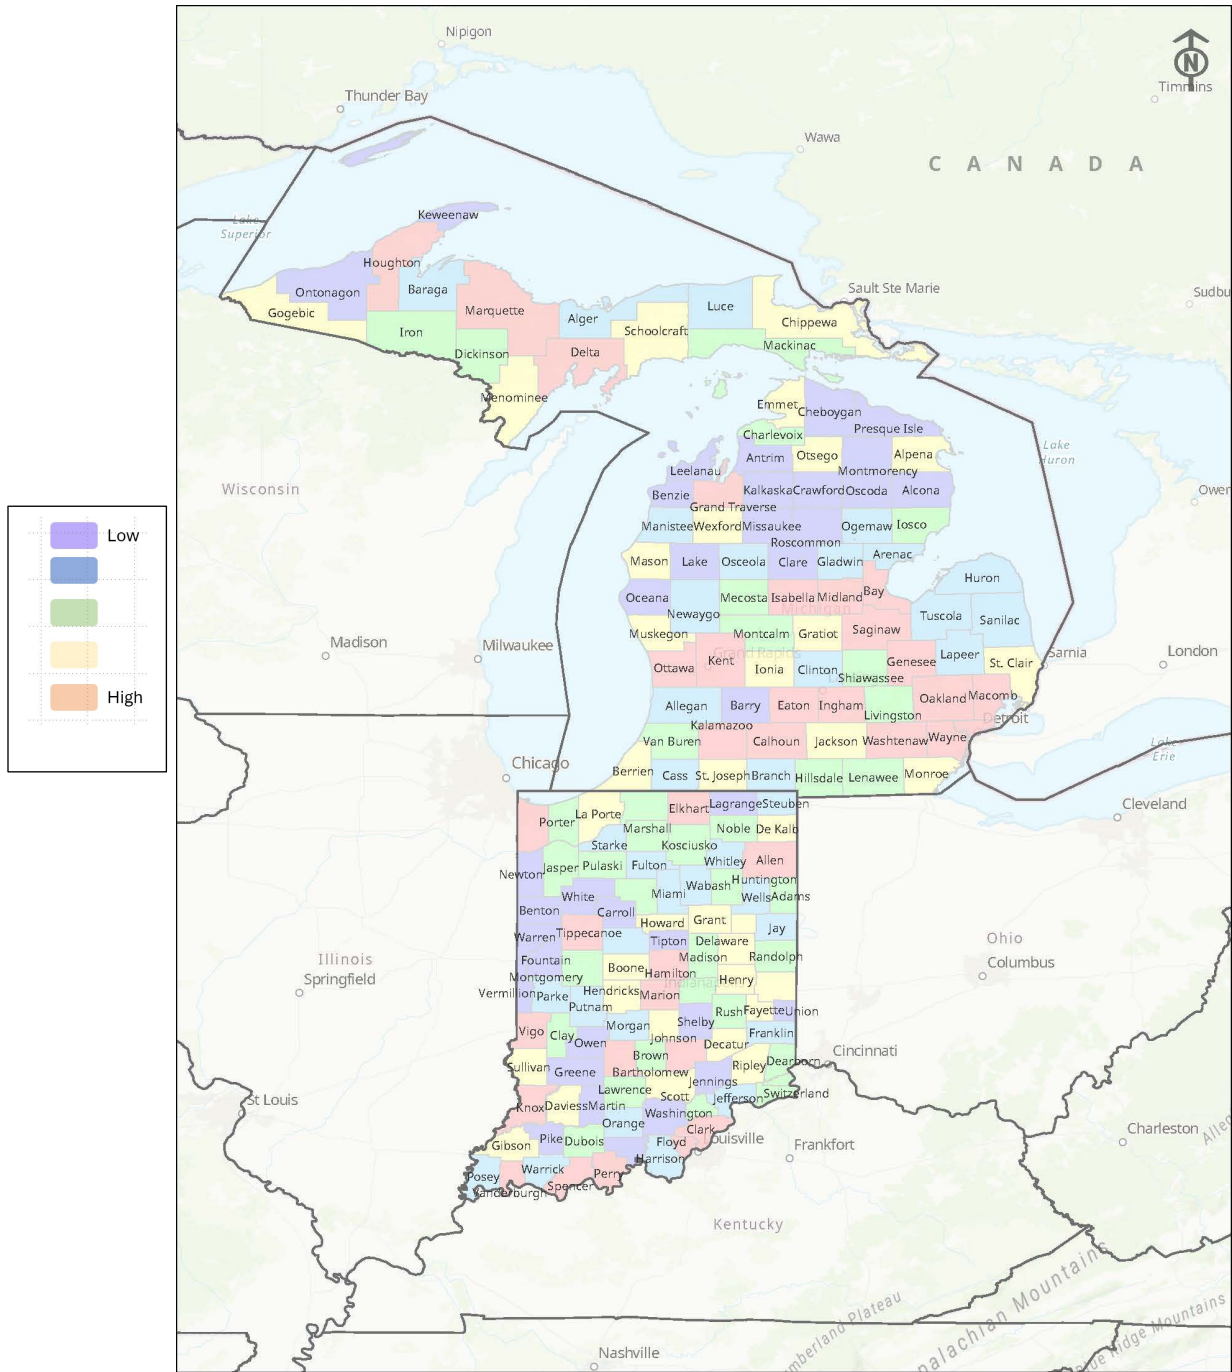 Nipigon
N
Timmins
Thunder Bay
Wawa
C A N A D A
Keweenaw
Lake
Superior
Houghton
Sault Ste Marie
Sudbu
Baraga
Ontonagon
Luce
Marquette
Gogebic
Alger
Chippewa
Iron
Schoolcraft
Mackinac
Dickinson
Delta
Menominee
Emmet
Cheboygan
Presque Isle
Charlevoix
Lake
Huron
Otsego
Alpena
Antrim
Leelanau
Montmorency
Wisconsin
Benzie
Kalkaska
Crawford
Oscoda
Alcona
Owen
Grand Traverse
Manistee
Wexford
Missaukee
Ogemaw
Iosco
Low
Roscommon
Arenac
Mason
Lake
Osceola
Clare
Gladwin
Huron
Oceana
Mecosta
Isabella
Midland
Bay
Michigan
Newaygo
Tuscola
Sanilac
Muskegon
Montcalm
Gratiot
Saginaw
Madison
Milwaukee
Grand Rapids
Lapeer
Sarnia
London
Ottawa
Kent
Ionia
Clinton
Genesee
St. Clair
Shiawassee
High
Oakland
Macomb
Allegan
Barry
Eaton
Ingham
Livingston
Detroit
Kalamazoo
Van Buren
Calhoun
Jackson
Washtenaw
Wayne
Lake
Erie
Chicago
Berrien
Cass
St. Joseph
Branch
Hillsdale
Lenawee
Monroe
Elkhart
Lagrange
Steuben
Cleveland
La Porte
Porter
Marshall
Noble
De Kalb
Starke
Kosciusko
Jasper
Pulaski
Fulton
Whitley
Allen
Newton
Huntington
White
Miami
Wabash
Wells
Adams
Benton
Carroll
Howard
Grant
Jay
Warren
Tippecanoe
Tipton
Delaware
Ohio
Illinois
Fountain
Madison
Randolph
Columbus
Springfield
Montgomery
Boone
Hamilton
Henry
Indiana
Vermillion
Parke
Hendricks
Marion
Putnam
Rush
Fayette
Union
Vigo
Clay
Morgan
Shelby
Franklin
Owen
Johnson
Decatur
Cincinnati
Sullivan
Brown
Ripley
Dearborn
Greene
Bartholomew
Jennings
St Louis
Lawrence
Scott
Jefferson
Switzerland
Knox
Daviess
Martin
Washington
Orange
Clark
Charleston
Gibson
Pike
Dubois
Floyd
Louisville
Frankfort
Harrison
Posey
Warrick
Perry
Vanderburgh
Spencer
Kentucky
Nashville